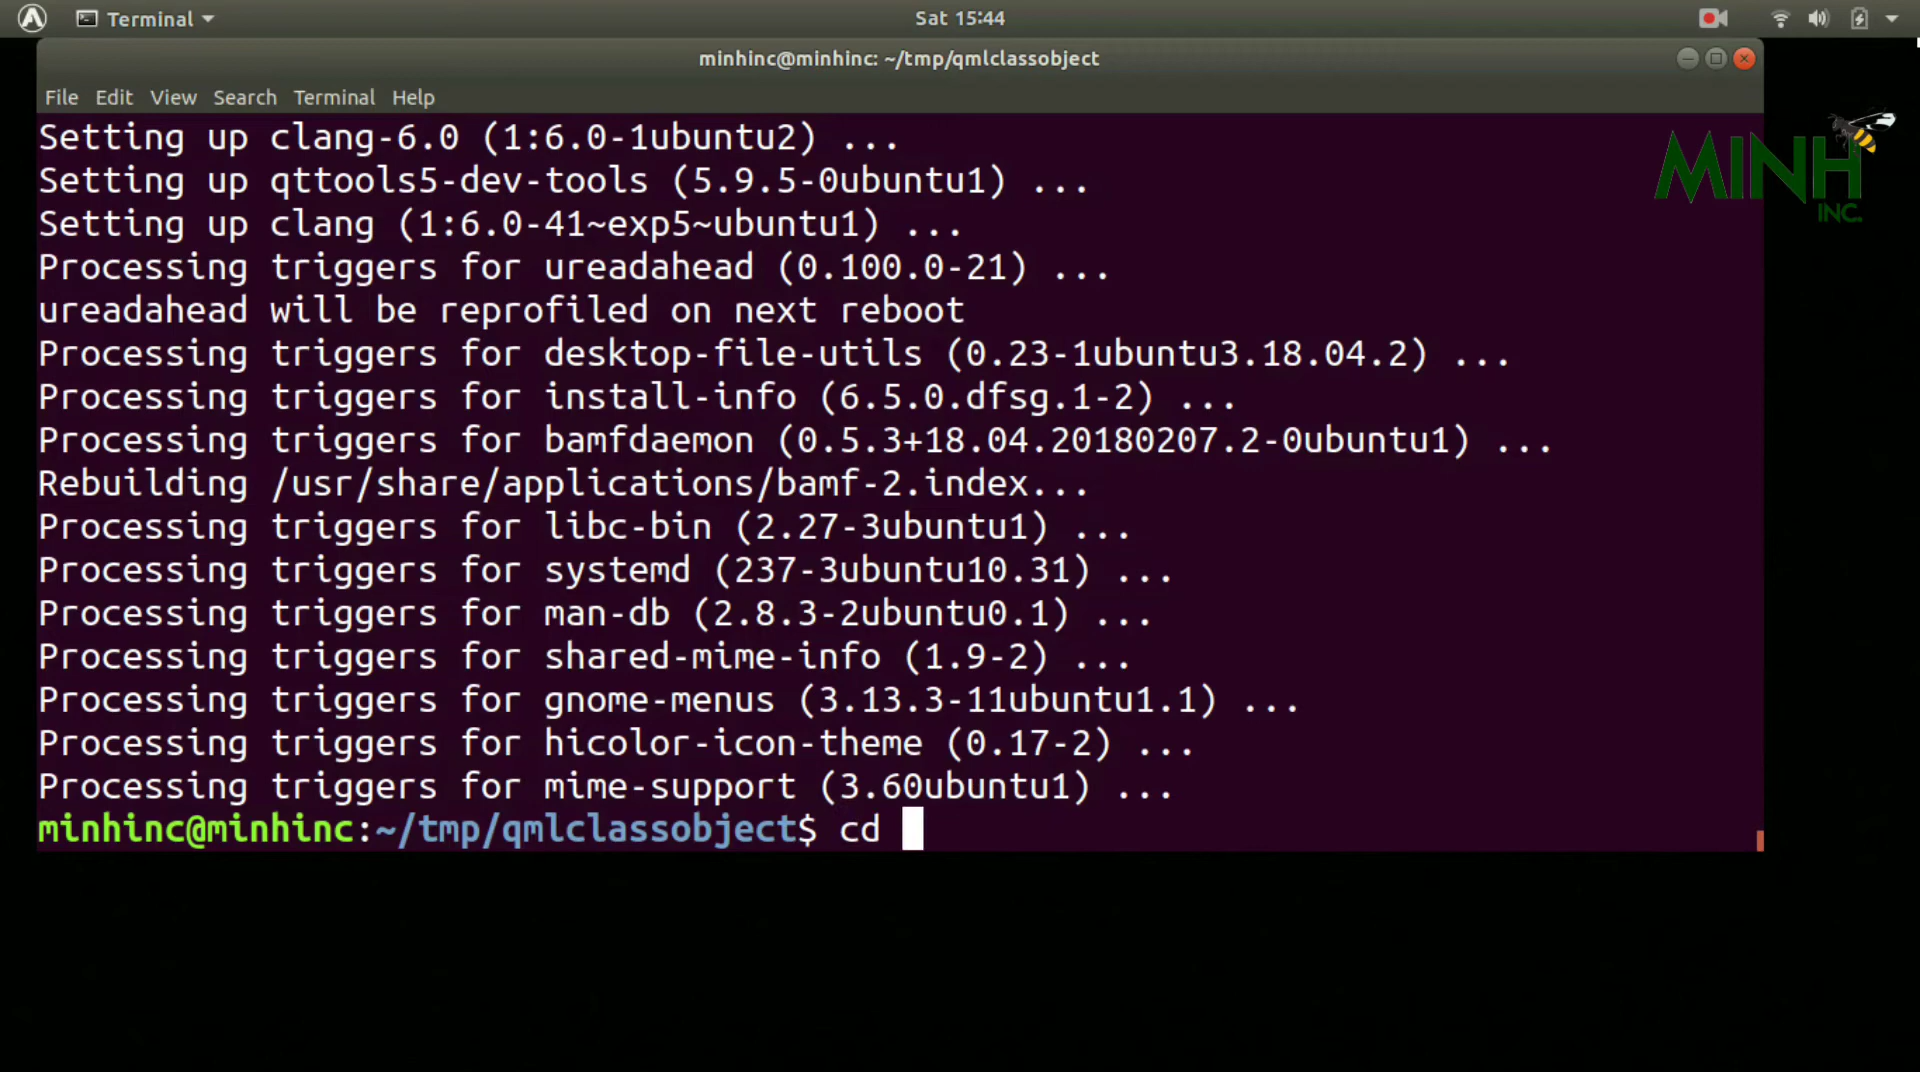 Terminal
Sat 15:44
minhinc@minhinc: ~/tmp/qmlclassobject
File Edit View Search Terminal Help
Setting up clang-6.0 (1:6.0-1ubuntu2) ...
Setting up qttools5-dev-tools (5.9.5-0ubuntu1) ...
Setting up clang (1:6.0-41~exp5~ubuntu1) ...
Processing triggers for ureadahead (0.100.0-21) ...
ureadahead will be reprofiled on next reboot
Processing triggers for desktop-file-utils (0.23-1ubuntu3.18.04.2) ...
Processing triggers for install-info (6.5.0.dfsg.1-2) ...
Processing triggers for bamfdaemon (0.5.3+18.04.20180207.2-0ubuntu1) ...
Rebuilding /usr/share/applications/bamf-2.index...
Processing triggers for libc-bin (2.27-3ubuntu1) ...
Processing triggers for systemd (237-3ubuntu10.31) ...
Processing triggers for man-db (2.8.3-2ubuntu0.1) ...
Processing triggers for shared-mime-info (1.9-2) ...
Processing triggers for gnome-menus (3.13.3-11ubuntu1.1) ...
Processing triggers for hicolor-icon-theme (0.17-2) ...
Processing triggers for mime-support (3.60ubuntu1) ...
minhinc@minhinc:~/tmp/qmlclassobject$ cd
MINH
INC.